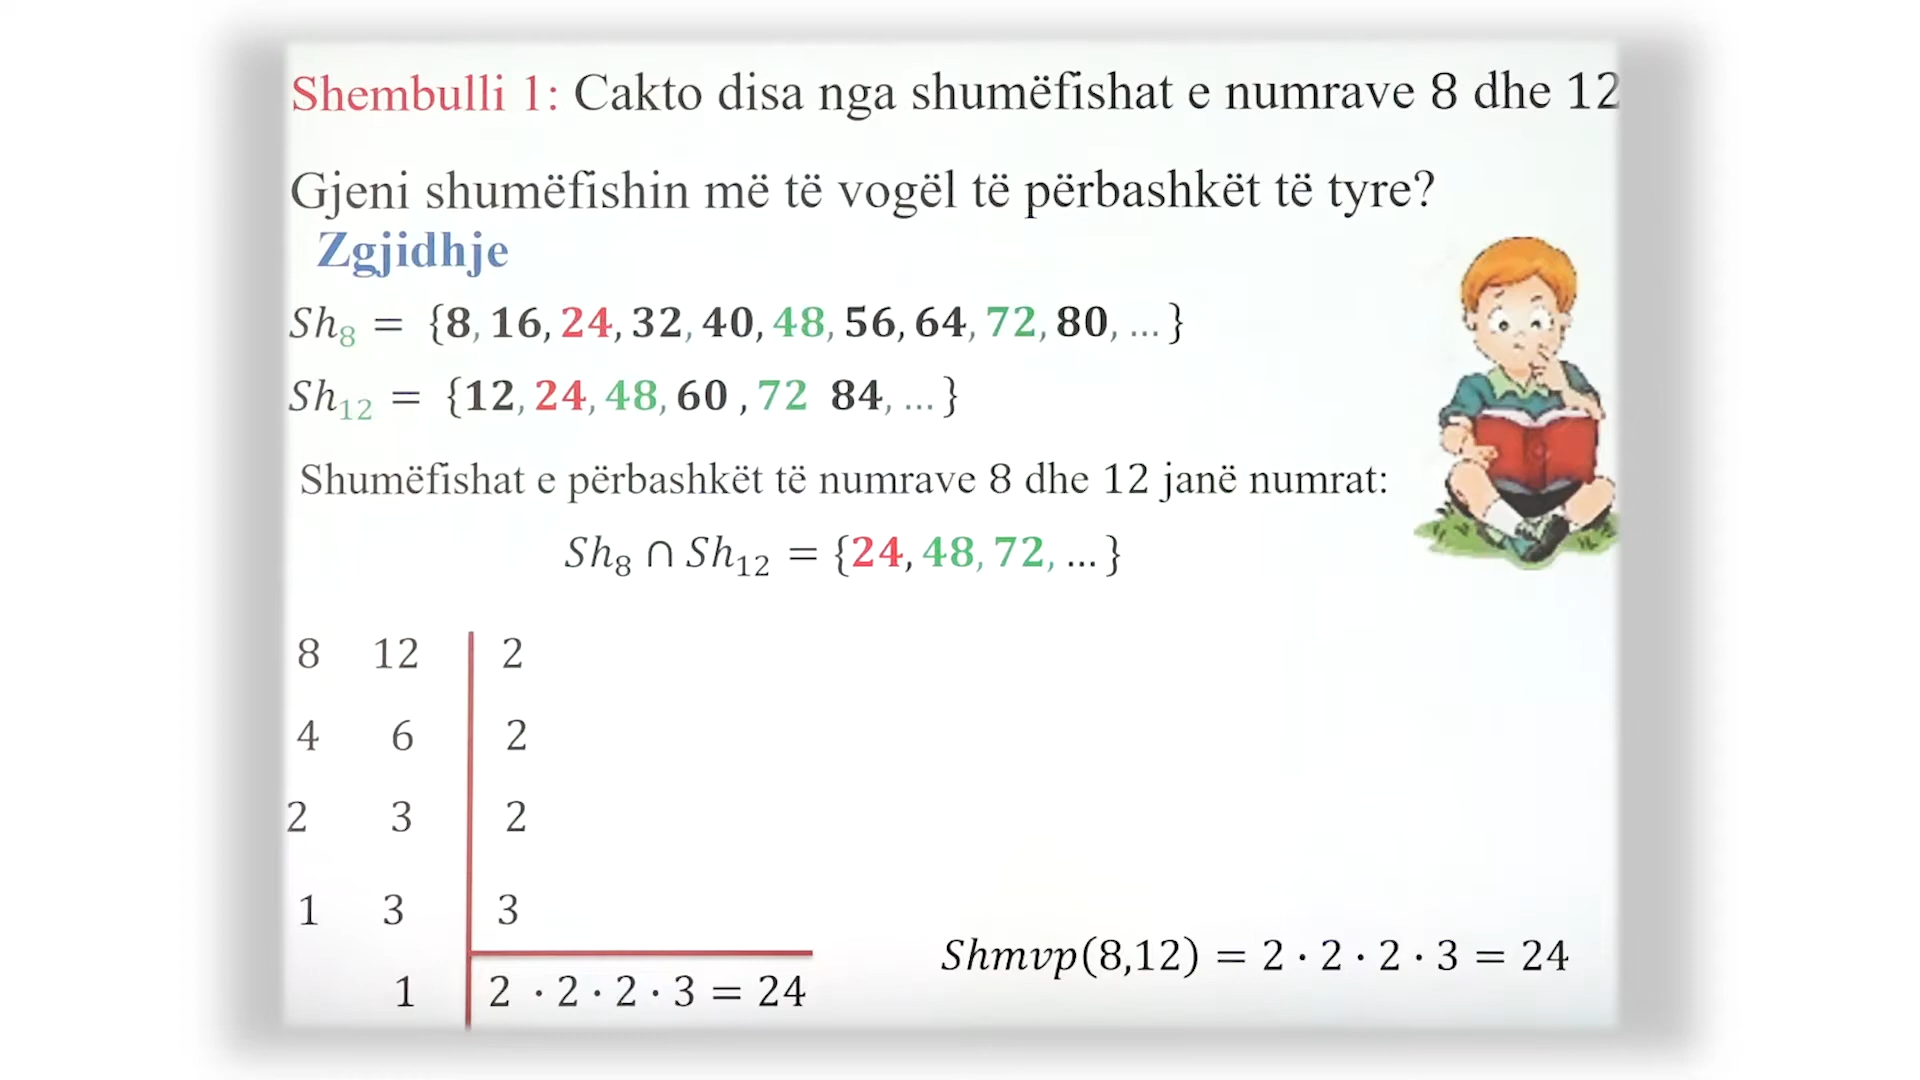 Shembulli 1: Cakto disa nga shumëfishat e numrave 8 dhe 12
Gjeni shumëfishin më të vogël të përbashkët të tyre?
Zgjidhje
Sh₈ = {8, 16, 24, 32, 40, 48, 56, 64, 72, 80, … }
Sh₁₂ = {12, 24, 48, 60 , 72 84, … }
Shumëfishat e përbashkët të numrave 8 dhe 12 janë numrat:
Sh₈ ∩ Sh₁₂ = {24, 48, 72, … }
8 12 2
4 6 2
2 3 2
1 3 3
1 2 · 2 · 2 · 3 = 24
Shmvp(8,12) = 2 · 2 · 2 · 3 = 24